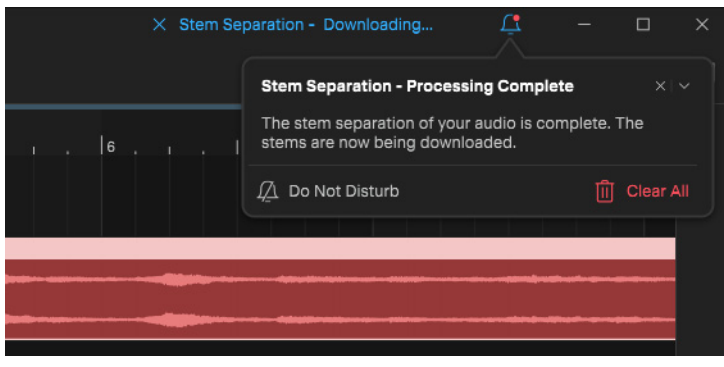 Stem Separation - Downloading...
Stem Separation - Processing Complete
The stem separation of your audio is complete. The
stems are now being downloaded.
6
Do Not Disturb
Clear All